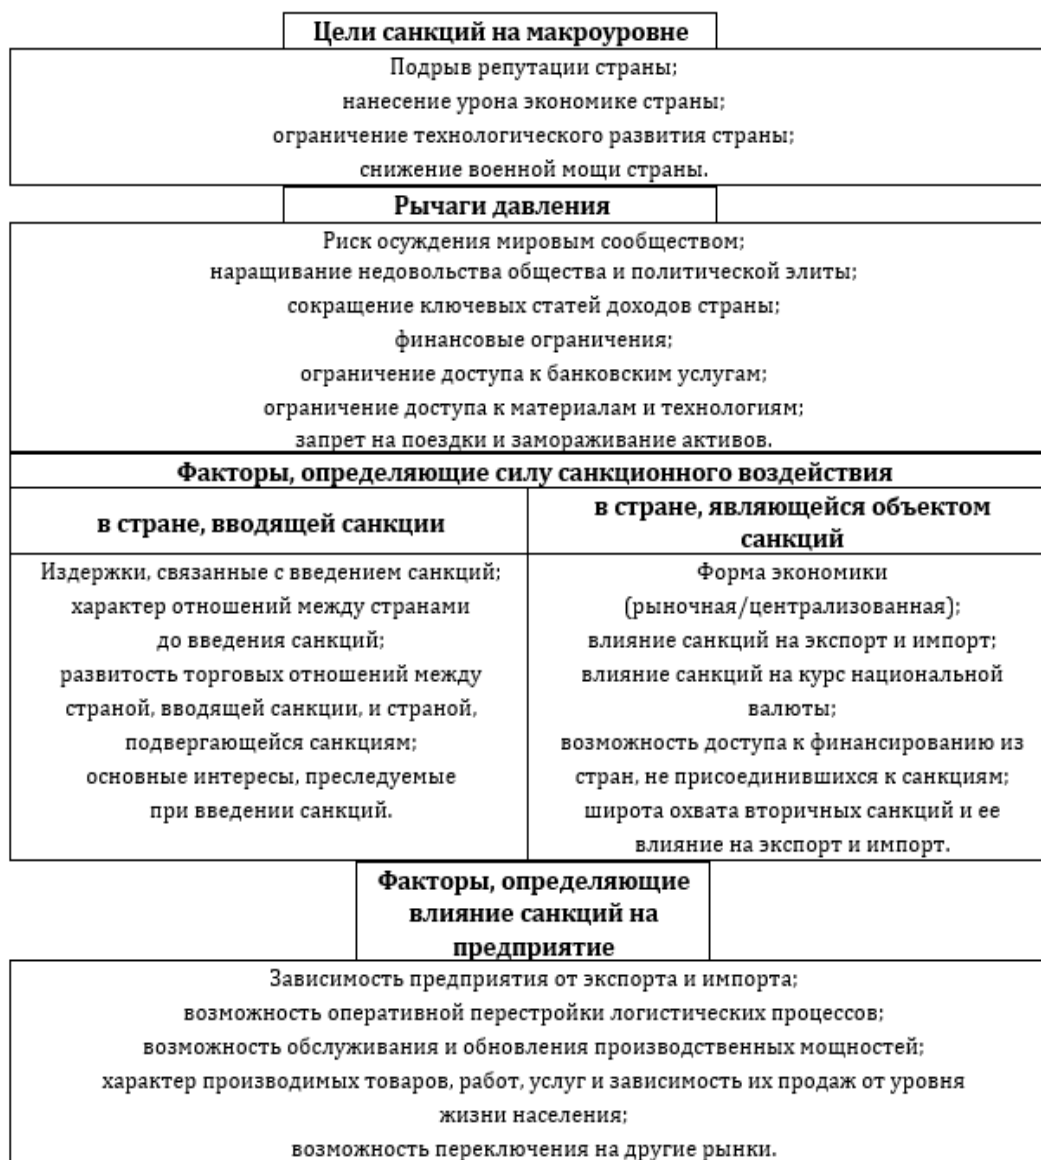 Цели санкций на макроуровне
Подрыв репутации страны;
нанесение урона экономике страны;
ограничение технологического развития страны;
снижение военной мощи страны.
Рычаги давления
Риск осуждения мировым сообществом;
наращивание недовольства общества и политической элиты;
сокращение ключевых статей доходов страны;
финансовые ограничения;
ограничение доступа к банковским услугам;
ограничение доступа к материалам и технологиям;
запрет на поездки и замораживание активов.
Факторы, определяющие силу санкционного воздействия
в стране, вводящей санкции
в стране, являющейся объектом
санкций
Издержки, связанные с введением санкций;
характер отношений между странами
до введения санкций;
развитость торговых отношений между
страной, вводящей санкции, и страной,
подвергающейся санкциям;
основные интересы, преследуемые
при введении санкций.
Форма экономики
(рыночная/централизованная);
влияние санкций на экспорт и импорт;
влияние санкций на курс национальной
валюты;
возможность доступа к финансированию из
стран, не присоединившихся к санкциям;
широта охвата вторичных санкций и ее
влияние на экспорт и импорт.
Факторы, определяющие
влияние санкций на
предприятие
Зависимость предприятия от экспорта и импорта;
возможность оперативной перестройки логистических процессов;
возможность обслуживания и обновления производственных мощностей;
характер производимых товаров, работ, услуг и зависимость их продаж от уровня
жизни населения;
возможность переключения на другие рынки.